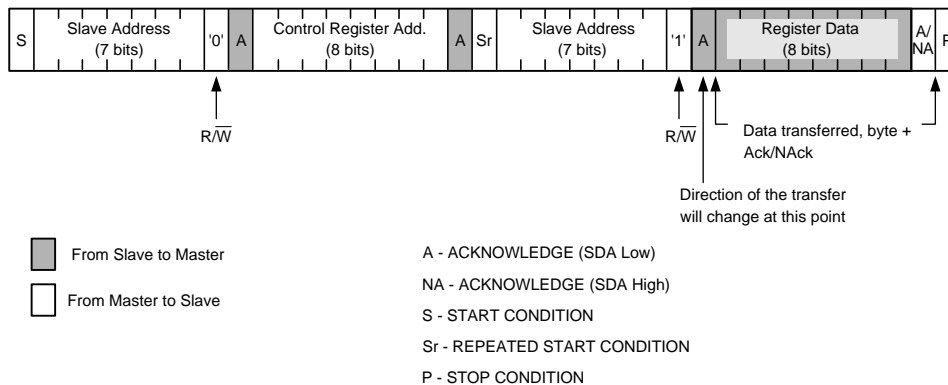 S Slave Address (7 bits) '0' A Control Register Add. (8 bits) A Sr Slave Address (7 bits) '1' A Register Data (8 bits) A/NA P
R/W
R/W
Data transferred, byte +
Ack/NAck
Direction of the transfer
will change at this point
From Slave to Master
From Master to Slave
A - ACKNOWLEDGE (SDA Low)
NA - ACKNOWLEDGE (SDA High)
S - START CONDITION
Sr - REPEATED START CONDITION
P - STOP CONDITION